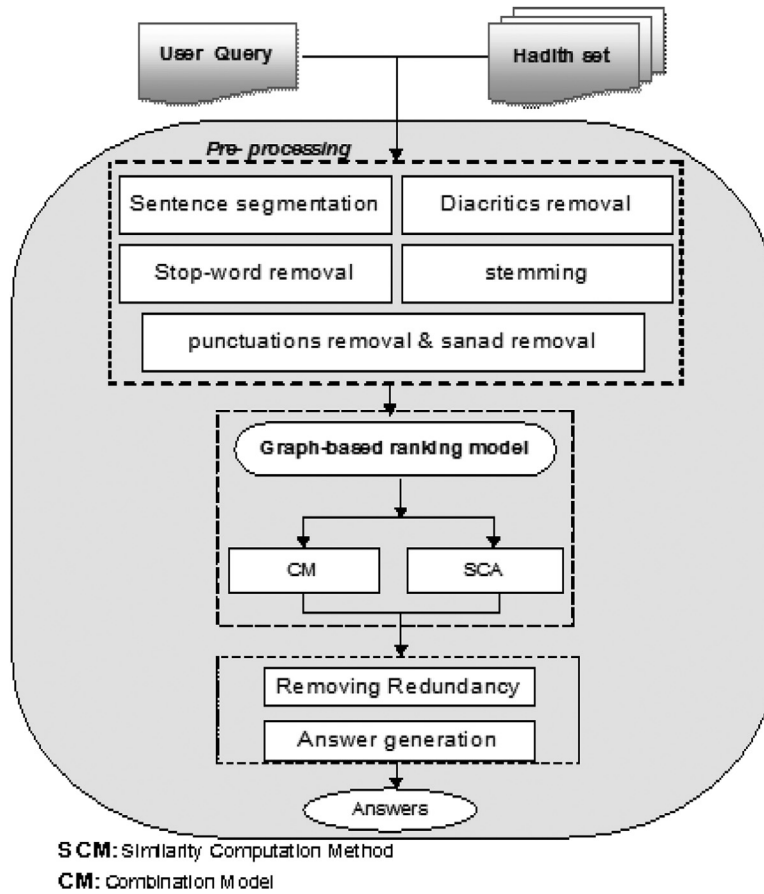 User Query
Hadith set
Pre- processing
Sentence segmentation
Diacritics removal
Stop-word removal
stemming
punctuations removal & sanad removal
Graph-based ranking model
CM
SCA
Removing Redundancy
Answer generation
Answers
SCM: Similarity Computation Method
CM: Combination Model